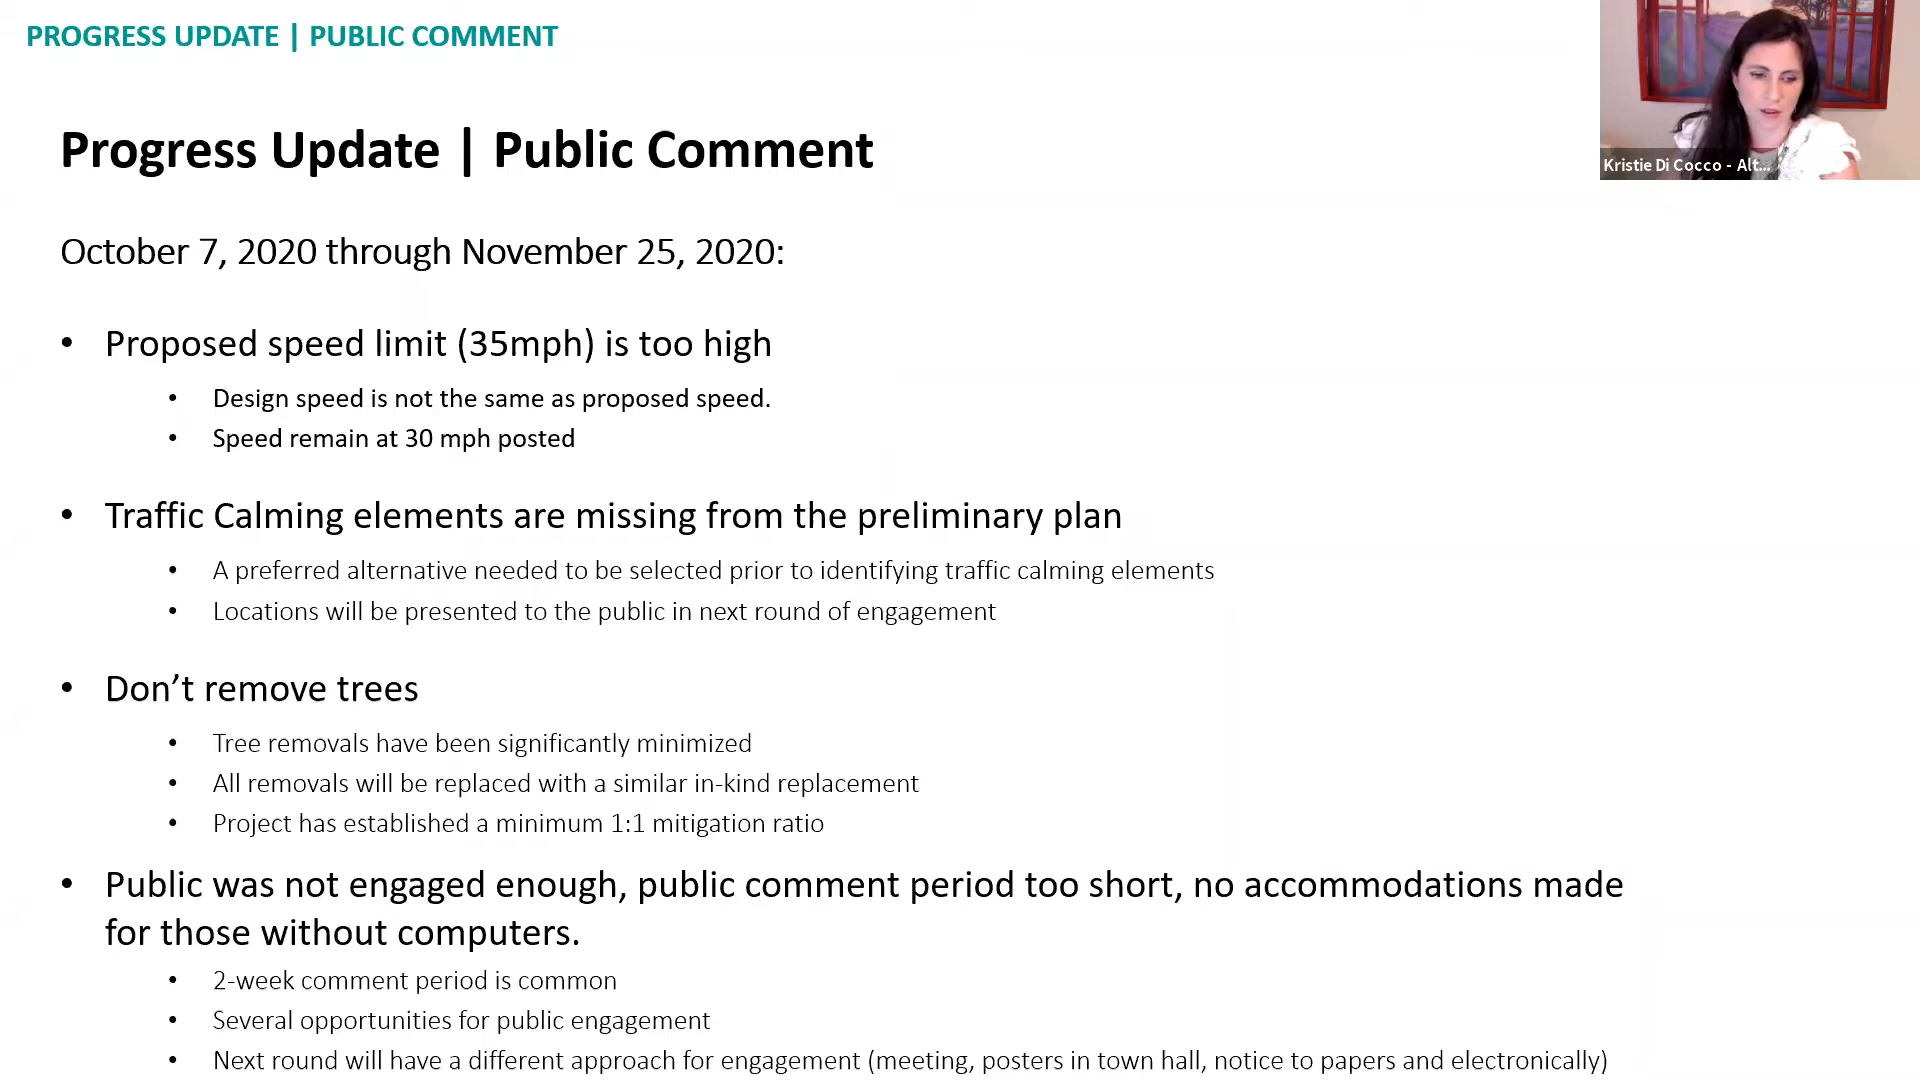 PROGRESS UPDATE | PUBLIC COMMENT
Kristie Di Cocco - Alt...
Progress Update | Public Comment
October 7, 2020 through November 25, 2020:
• Proposed speed limit (35mph) is too high
• Design speed is not the same as proposed speed.
• Speed remain at 30 mph posted
• Traffic Calming elements are missing from the preliminary plan
• A preferred alternative needed to be selected prior to identifying traffic calming elements
• Locations will be presented to the public in next round of engagement
• Don’t remove trees
• Tree removals have been significantly minimized
• All removals will be replaced with a similar in-kind replacement
• Project has established a minimum 1:1 mitigation ratio
• Public was not engaged enough, public comment period too short, no accommodations made
for those without computers.
• 2-week comment period is common
• Several opportunities for public engagement
• Next round will have a different approach for engagement (meeting, posters in town hall, notice to papers and electronically)